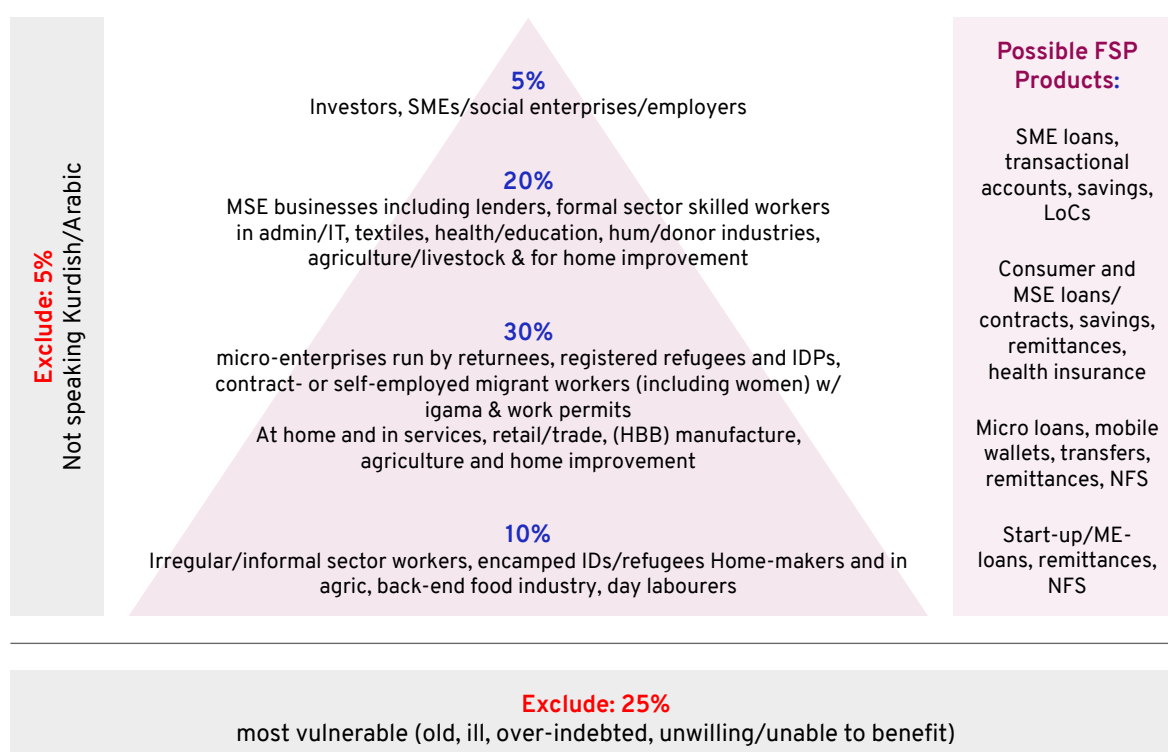 Exclude: 5%
Not speaking Kurdish/Arabic
5%
Investors, SMEs/social enterprises/employers
20%
MSE businesses including lenders, formal sector skilled workers
in admin/IT, textiles, health/education, hum/donor industries,
agriculture/livestock & for home improvement
30%
micro-enterprises run by returnees, registered refugees and IDPs,
contract- or self-employed migrant workers (including women) w/
igama & work permits
At home and in services, retail/trade, (HBB) manufacture,
agriculture and home improvement
10%
Irregular/informal sector workers, encamped IDs/refugees Home-makers and in
agric, back-end food industry, day labourers
Possible FSP
Products:
SME loans,
transactional
accounts, savings,
LoCs
Consumer and
MSE loans/
contracts, savings,
remittances,
health insurance
Micro loans, mobile
wallets, transfers,
remittances, NFS
Start-up/ME-
loans, remittances,
NFS
Exclude: 25%
most vulnerable (old, ill, over-indebted, unwilling/unable to benefit)